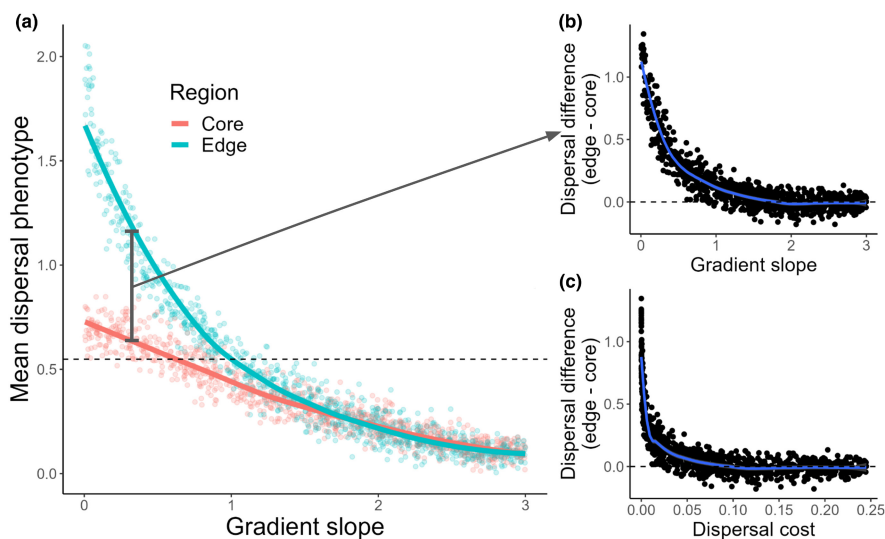 (a)
Mean dispersal phenotype
2.0
1.5
1.0
0.5
0.0
Region
Core
Edge
0
1
2
3
Gradient slope
(b)
Dispersal difference
(edge - core)
1.0
0.5
0.0
0
1
2
3
Gradient slope
(c)
Dispersal difference
(edge - core)
1.0
0.5
0.0
0.00
0.05
0.10
0.15
0.20
0.25
Dispersal cost